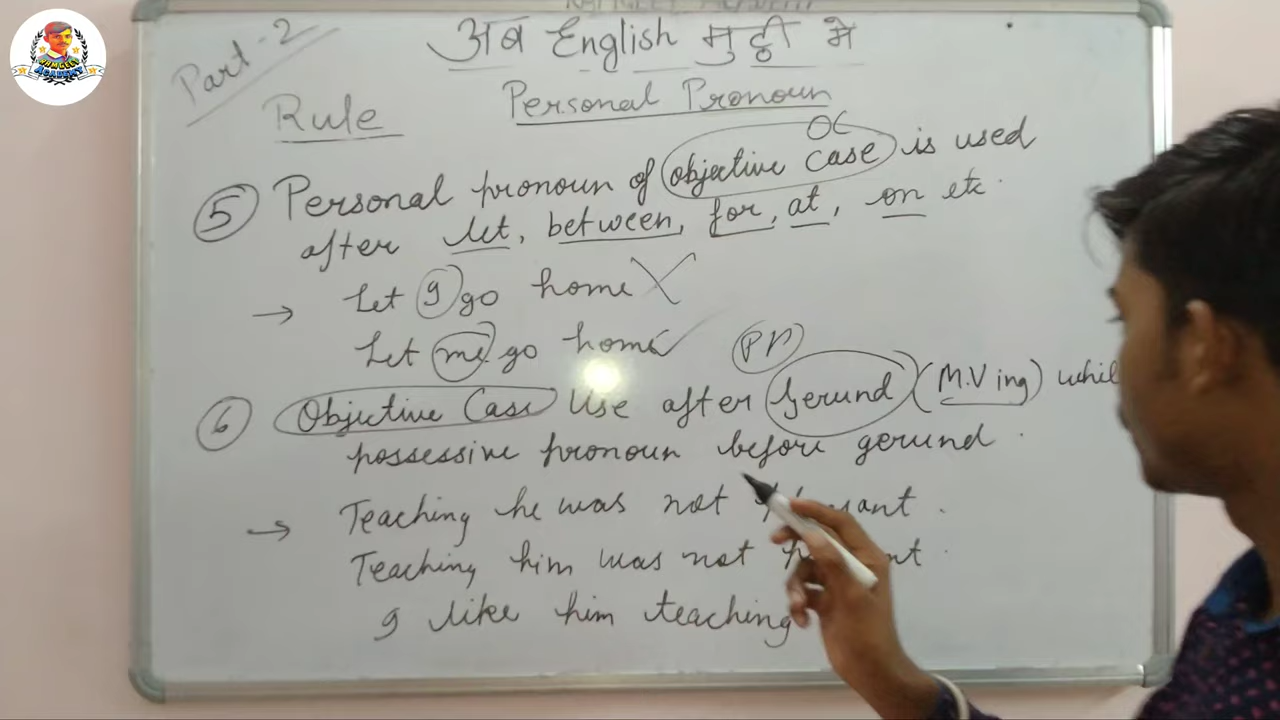 Part-2
अब English मुट्ठी मे
Rule
Personal Pronoun
OC
5 Personal pronoun of objective case is used
after let, between, for, at, on etc.
→ Let I go home X
Let me go home ✓
PP
6 Objective Case Use after Gerund (M.V ing)
possessive pronoun before gerund.
→ Teaching he was not
Teaching him was not
I like him teaching